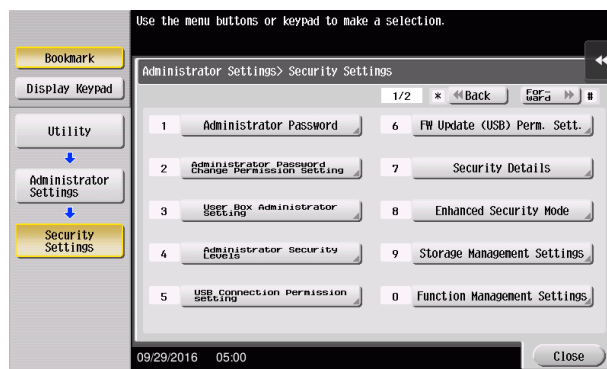 Use the menu buttons or keypad to make a selection.
Bookmark
Display Keypad
Utility
Administrator
Settings
Security
Settings
Administrator Settings> Security Settings
1/2 * Back For-
ward #
1 Administrator Password
2 Administrator Password
Change Permission Setting
3 User Box Administrator
Setting
4 Administrator Security
Levels
5 USB Connection Permission
setting
6 FW Update (USB) Perm. Sett.
7 Security Details
8 Enhanced Security Mode
9 Storage Management Settings
0 Function Management Settings
09/29/2016 05:00
Close